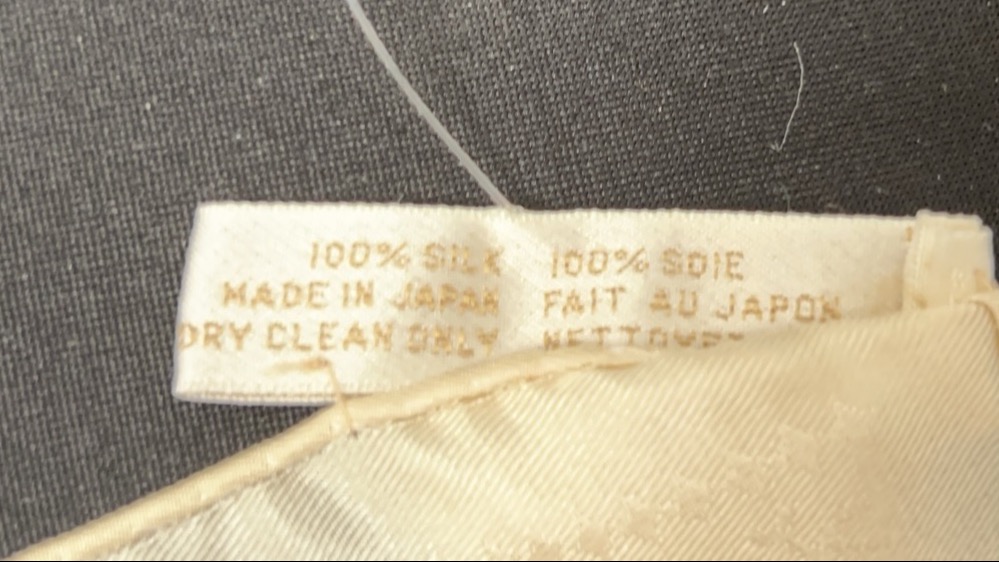 100% SILK 100% SOIE
MADE IN JAPAN FAIT AU JAPON
DRY CLEAN ONLY